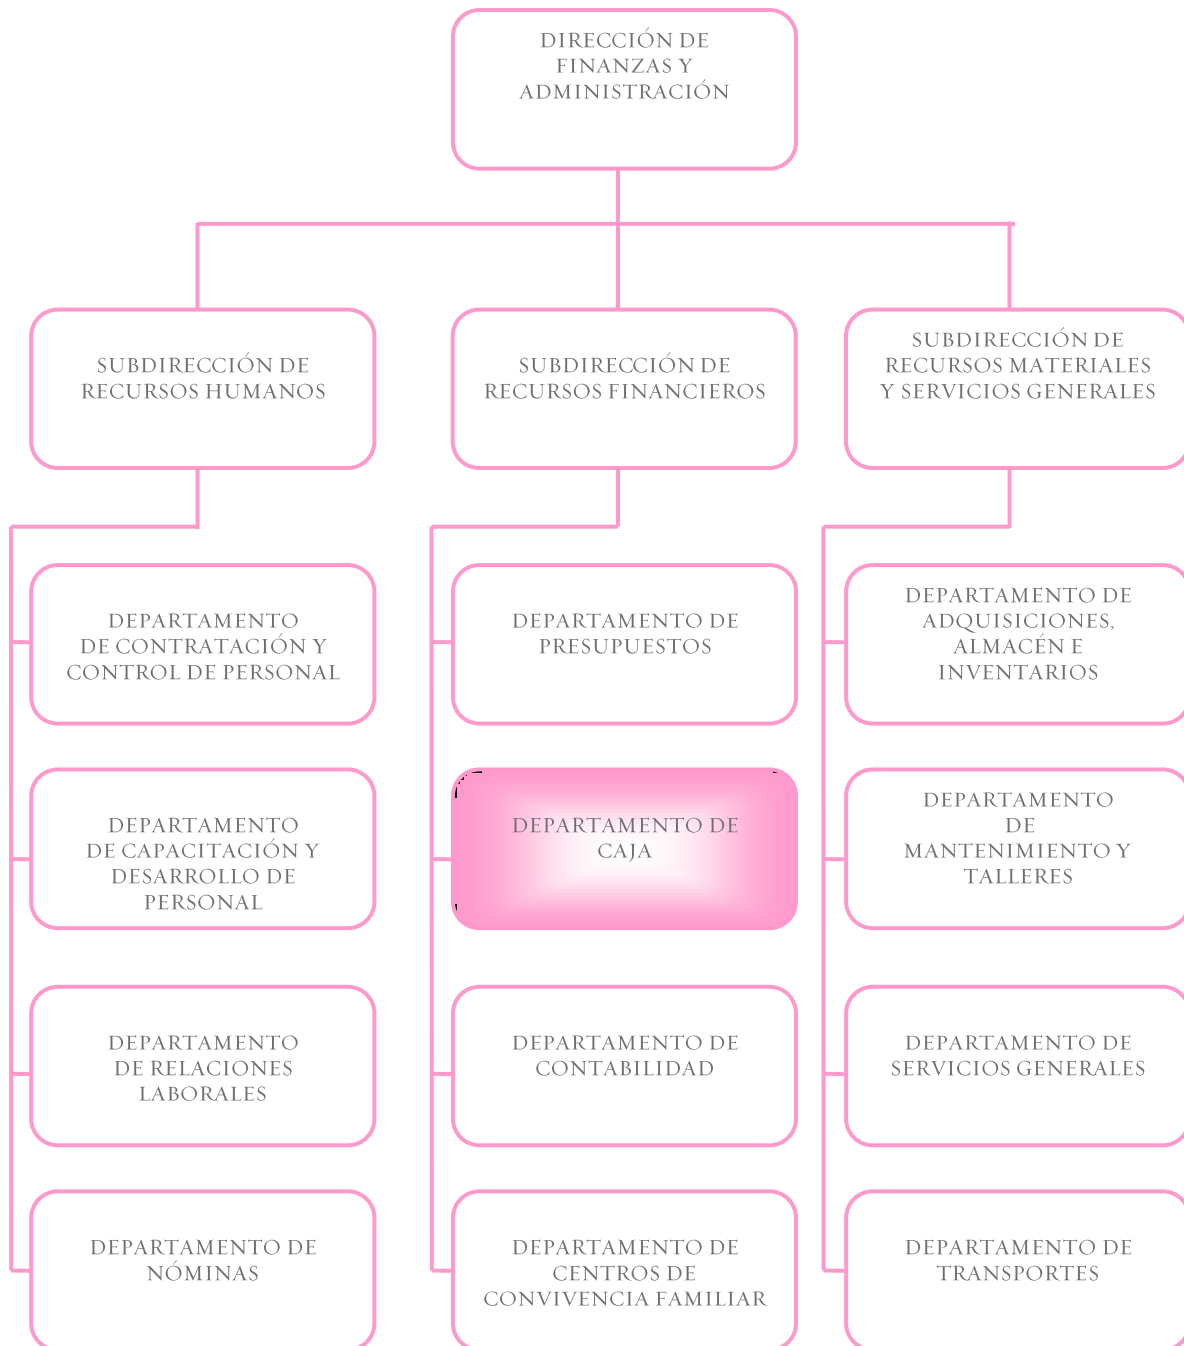 DIRECCIÓN DE
FINANZAS Y
ADMINISTRACIÓN
SUBDIRECCIÓN DE
RECURSOS HUMANOS
SUBDIRECCIÓN DE
RECURSOS FINANCIEROS
SUBDIRECCIÓN DE
RECURSOS MATERIALES
Y SERVICIOS GENERALES
DEPARTAMENTO
DE CONTRATACIÓN Y
CONTROL DE PERSONAL
DEPARTAMENTO DE
PRESUPUESTOS
DEPARTAMENTO DE
ADQUISICIONES,
ALMACÉN E
INVENTARIOS
DEPARTAMENTO
DE CAPACITACIÓN Y
DESARROLLO DE
PERSONAL
DEPARTAMENTO DE
CAJA
DEPARTAMENTO
DE
MANTENIMIENTO Y
TALLERES
DEPARTAMENTO
DE RELACIONES
LABORALES
DEPARTAMENTO DE
CONTABILIDAD
DEPARTAMENTO DE
SERVICIOS GENERALES
DEPARTAMENTO DE
NÓMINAS
DEPARTAMENTO DE
CENTROS DE
CONVIVENCIA FAMILIAR
DEPARTAMENTO DE
TRANSPORTES